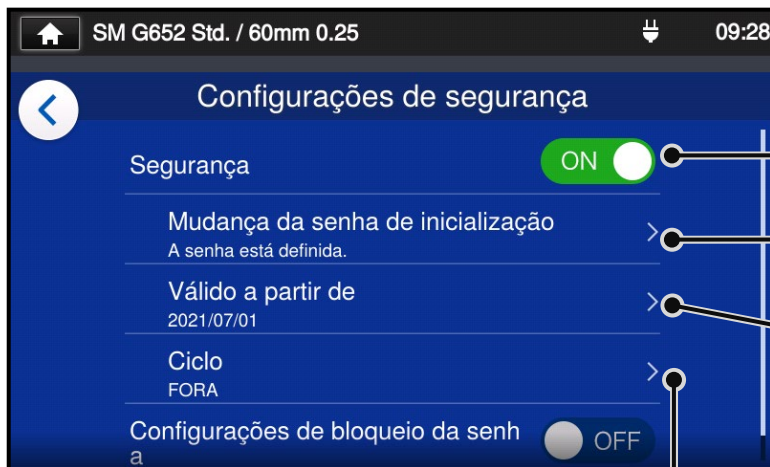 SM G652 Std. / 60mm 0.25
09:28
Configurações de segurança
Segurança
ON
Mudança da senha de inicialização
A senha está definida.
Válido a partir de
2021/07/01
Ciclo
FORA
Configurações de bloqueio da senh
a
OFF